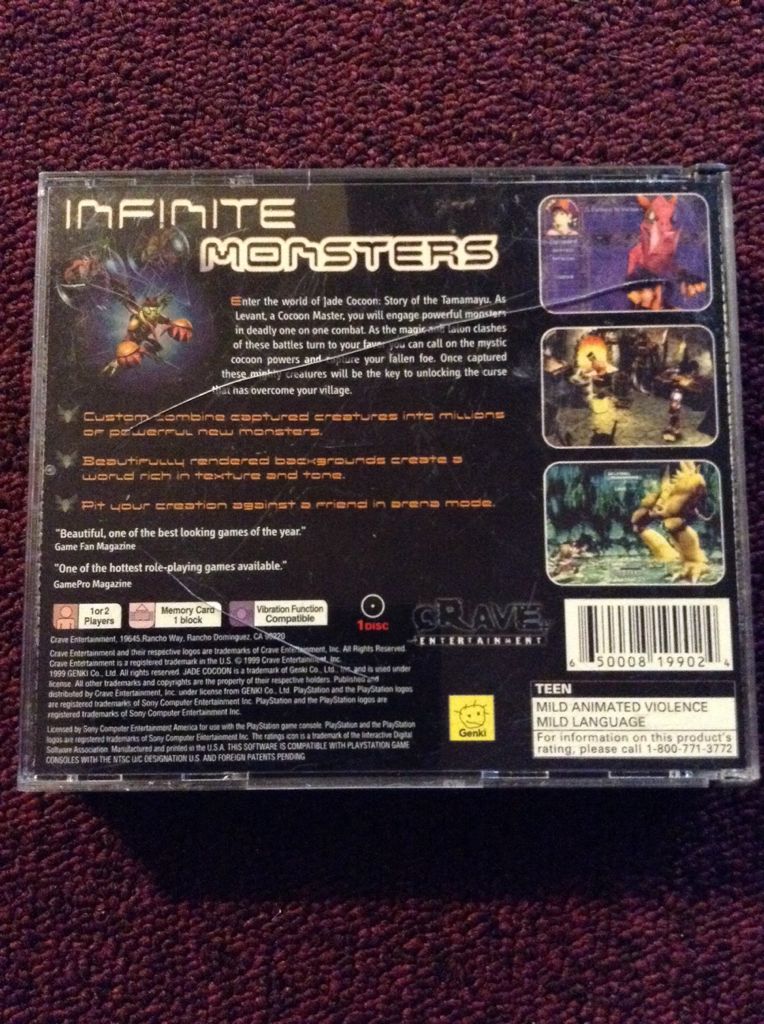 INFINITE
MONSTERS
Enter the world of Jade Cocoon: Story of the Tamamayu. As
Levant, a Cocoon Master, you will engage powerful monsters
in deadly one on one combat. As the magic and talon clashes
of these battles turn to your favor you can call on the mystic
cocoon powers and capture your fallen foe. Once captured
these mighty creatures will be the key to unlocking the curse
that has overcome your village.
Custom combine captured creatures into millions
of powerful new monsters.
Beautifully rendered backgrounds create a
world rich in texture and tone.
Pit your creation against a friend in arena mode.
"Beautiful, one of the best looking games of the year."
Game Fan Magazine
"One of the hottest role-playing games available."
GamePro Magazine
1 or 2
Players
Memory Card
1 block
Vibration Function
Compatible
1 DISC
CRAVE
ENTERTAINMENT
Crave Entertainment, 19645 Rancho Way, Rancho Dominguez, CA 90220
Crave Entertainment and their respective logos are trademarks of Crave Entertainment, Inc. All Rights Reserved.
Crave Entertainment is a registered trademark in the U.S. © 1999 Crave Entertainment, Inc.
1999 GENKI Co., Ltd. All rights reserved. JADE COCOON is a trademark of Genki Co., Ltd., Inc. and is used under
license. All other trademarks and copyrights are the property of their respective holders. Published and
distributed by Crave Entertainment, Inc. under license from GENKI Co., Ltd. PlayStation and the PlayStation logos
are registered trademarks of Sony Computer Entertainment Inc. PlayStation and the PlayStation logos are
registered trademarks of Sony Computer Entertainment Inc.
Licensed by Sony Computer Entertainment America for use with the PlayStation game console. PlayStation and the PlayStation
logos are registered trademarks of Sony Computer Entertainment Inc. The ratings icon is a trademark of the Interactive Digital
Software Association. Manufactured and printed in the U.S.A. THIS SOFTWARE IS COMPATIBLE WITH PLAYSTATION GAME
CONSOLES WITH THE NTSC U/C DESIGNATION U.S. AND FOREIGN PATENTS PENDING
Genki
6 50008 19902 4
TEEN
MILD ANIMATED VIOLENCE
MILD LANGUAGE
For information on this product's
rating, please call 1-800-771-3772